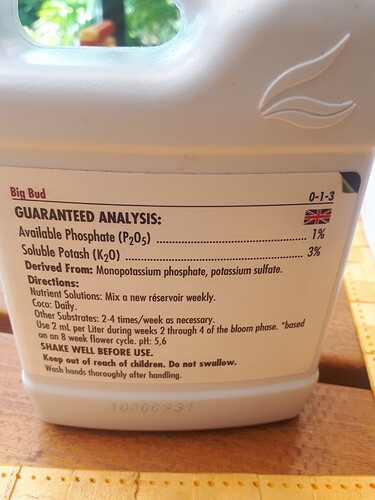 Big Bud
0-1-3
GUARANTEED ANALYSIS:
Available Phosphate (P₂O₅) ........................................ 1%
Soluble Potash (K₂O) ........................................ 3%
Derived From: Monopotassium phosphate, potassium sulfate.
Directions:
Nutrient Solutions: Mix a new réservoir weekly.
Coco: Daily.
Other Substrates: 2-4 times/week as necessary.
Use 2 mL per Liter during weeks 2 through 4 of the bloom phase. *based
on an 8 week flower cycle. pH: 5,6
SHAKE WELL BEFORE USE.
Keep out of reach of children. Do not swallow.
Wash hands thoroughly after handling.